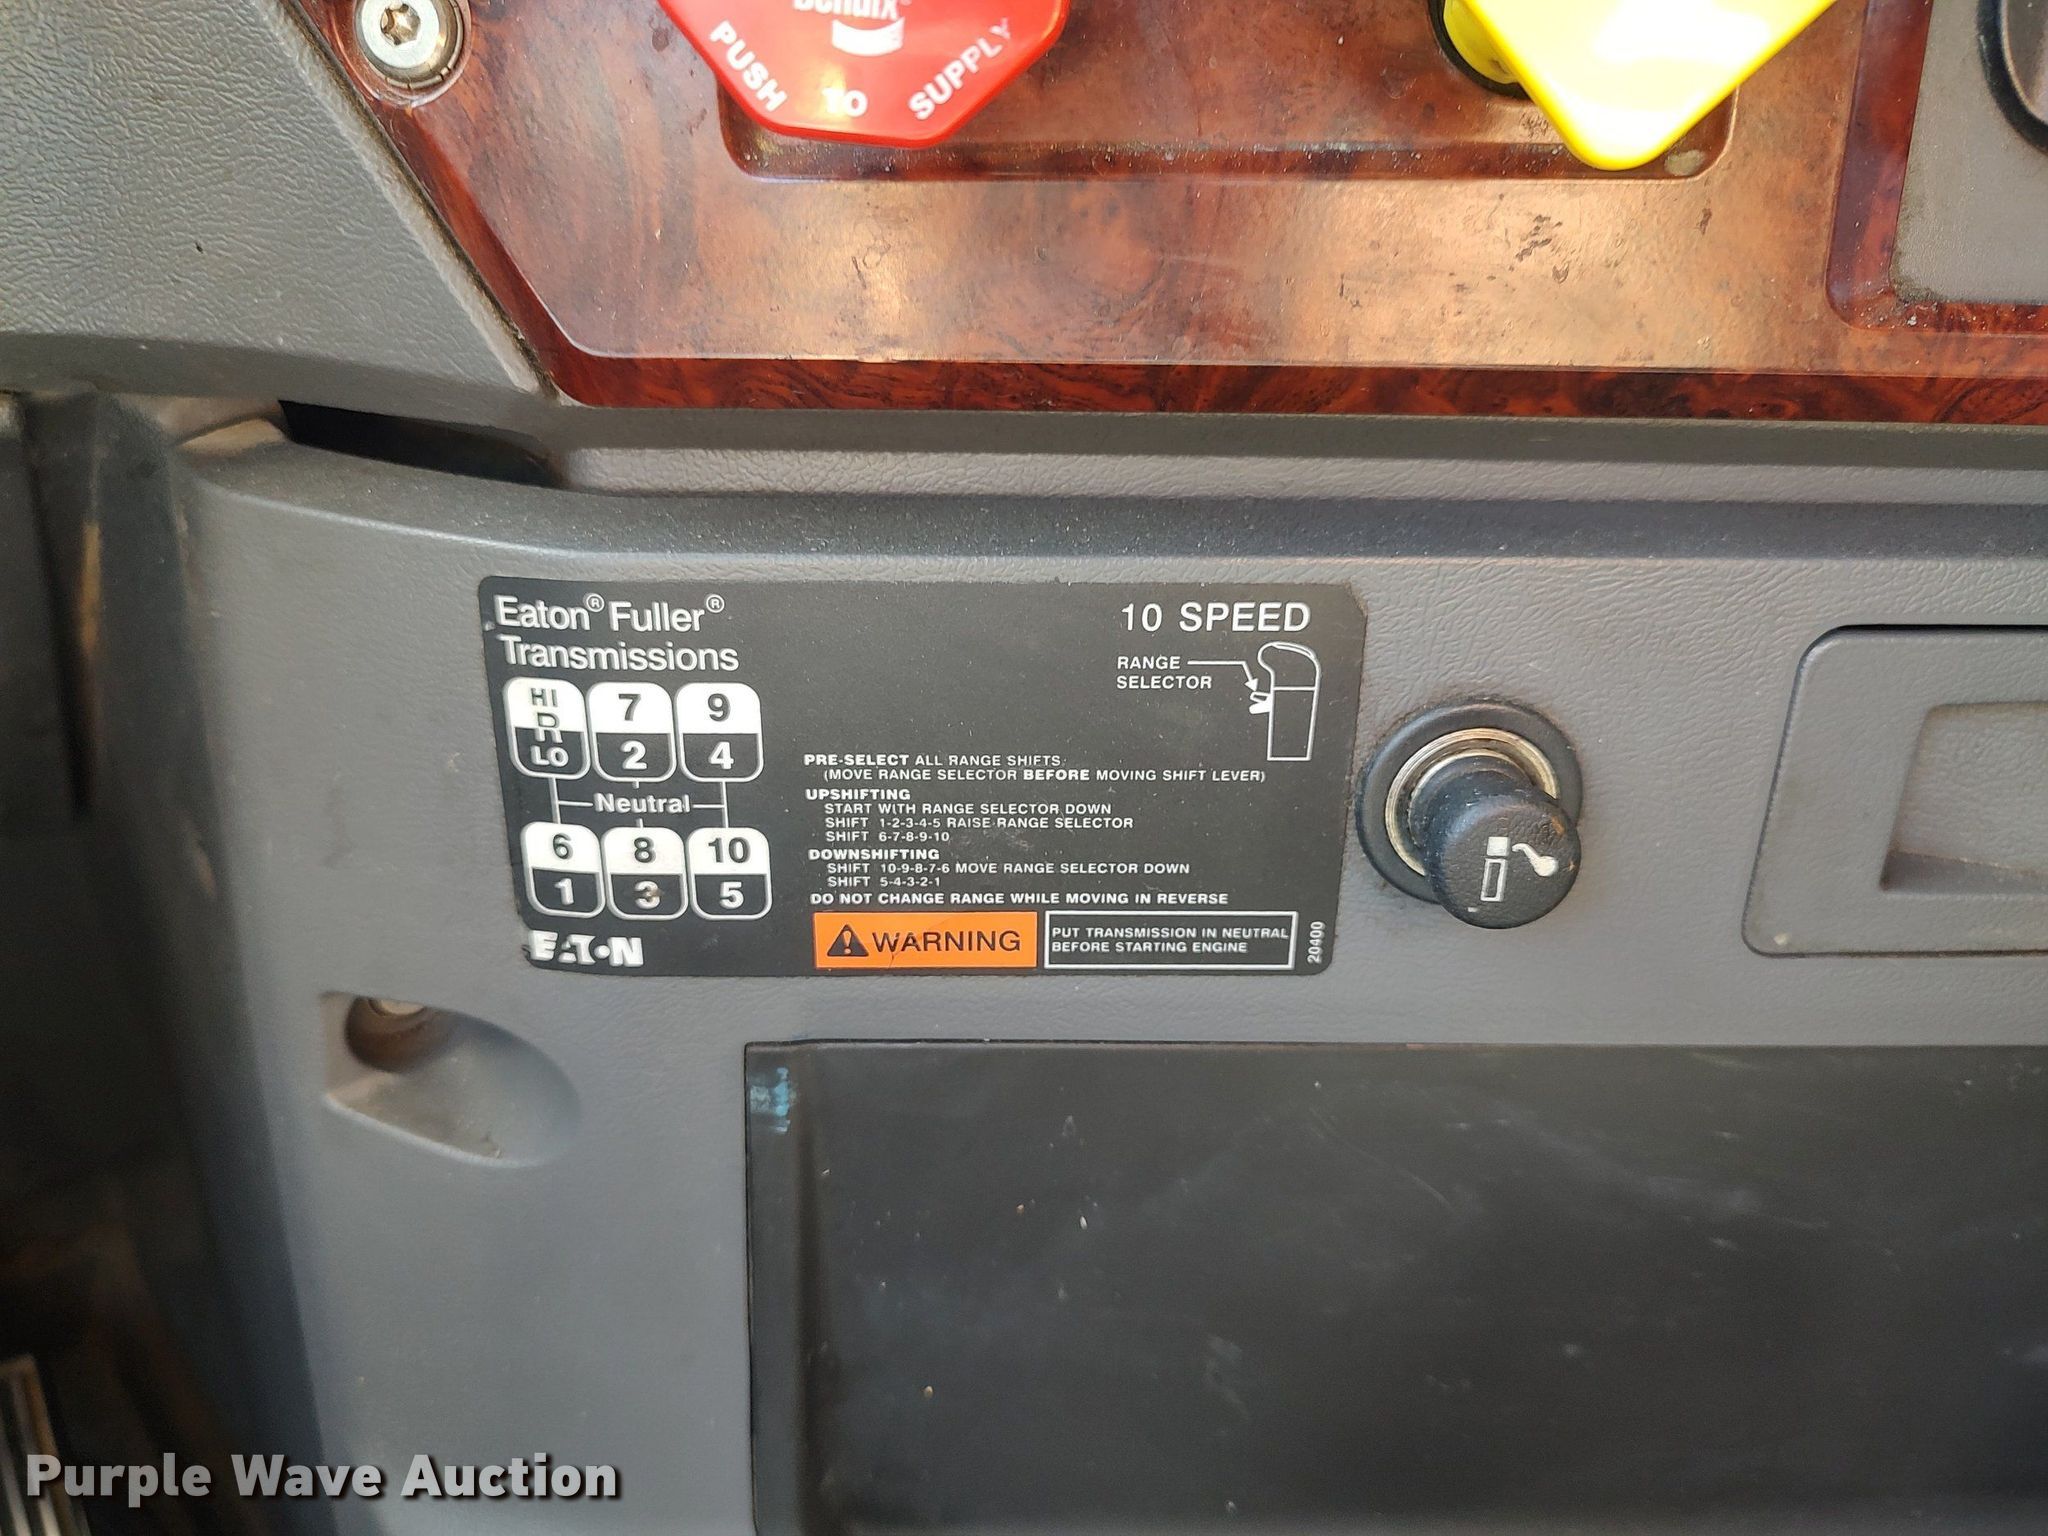 Bendix®
PUSH TO SUPPLY
Eaton® Fuller®
Transmissions
10 SPEED
RANGE
SELECTOR
HI 7 9
R
LO 2 4
Neutral
6 8 10
1 3 5
EATON
PRE-SELECT ALL RANGE SHIFTS.
(MOVE RANGE SELECTOR BEFORE MOVING SHIFT LEVER)
UPSHIFTING
START WITH RANGE SELECTOR DOWN
SHIFT 1-2-3-4-5 RAISE RANGE SELECTOR
SHIFT 6-7-8-9-10
DOWNSHIFTING
SHIFT 10-9-8-7-6 MOVE RANGE SELECTOR DOWN
SHIFT 5-4-3-2-1
DO NOT CHANGE RANGE WHILE MOVING IN REVERSE
WARNING
PUT TRANSMISSION IN NEUTRAL
BEFORE STARTING ENGINE
20400
Purple Wave Auction